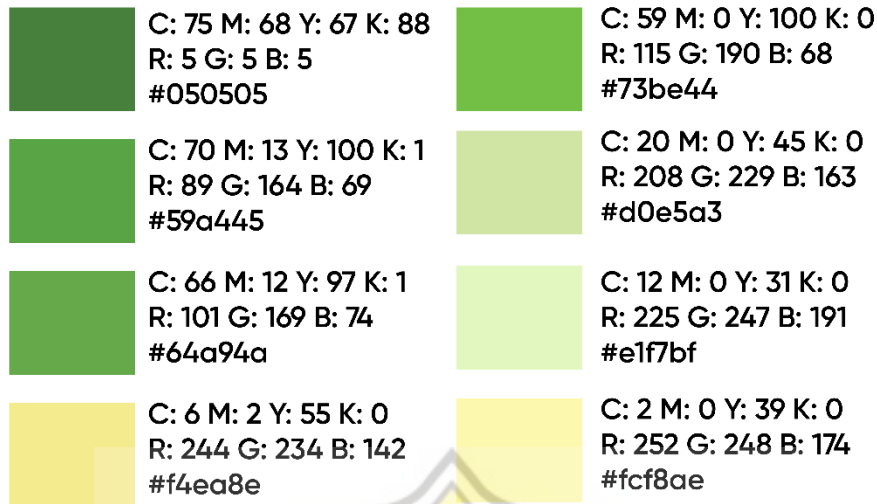 C: 75 M: 68 Y: 67 K: 88
R: 5 G: 5 B: 5
#050505
C: 70 M: 13 Y: 100 K: 1
R: 89 G: 164 B: 69
#59a445
C: 66 M: 12 Y: 97 K: 1
R: 101 G: 169 B: 74
#64a94a
C: 6 M: 2 Y: 55 K: 0
R: 244 G: 234 B: 142
#f4ea8e
C: 59 M: 0 Y: 100 K: 0
R: 115 G: 190 B: 68
#73be44
C: 20 M: 0 Y: 45 K: 0
R: 208 G: 229 B: 163
#d0e5a3
C: 12 M: 0 Y: 31 K: 0
R: 225 G: 247 B: 191
#e1f7bf
C: 2 M: 0 Y: 39 K: 0
R: 252 G: 248 B: 174
#fcf8ae